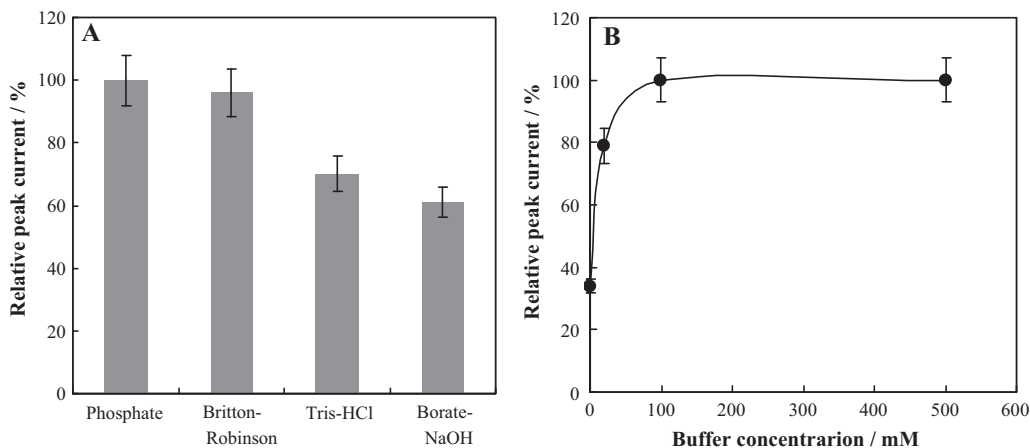 A
Relative peak current / %
120
100
80
60
40
20
0
Phosphate
Britton-
Robinson
Tris-HCl
Borate-
NaOH
B
Relative peak current / %
120
100
80
60
40
20
0
0 100 200 300 400 500 600
Buffer concentrarion / mM